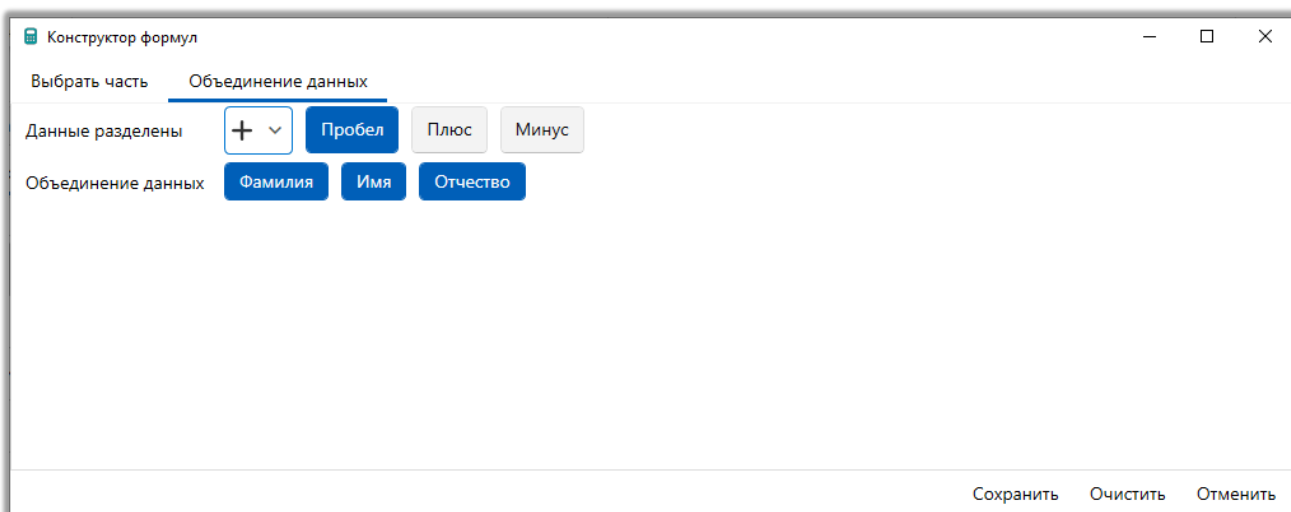 Конструктор формул
Выбрать часть Объединение данных
Данные разделены + Пробел Плюс Минус
Объединение данных Фамилия Имя Отчество
Сохранить Очистить Отменить